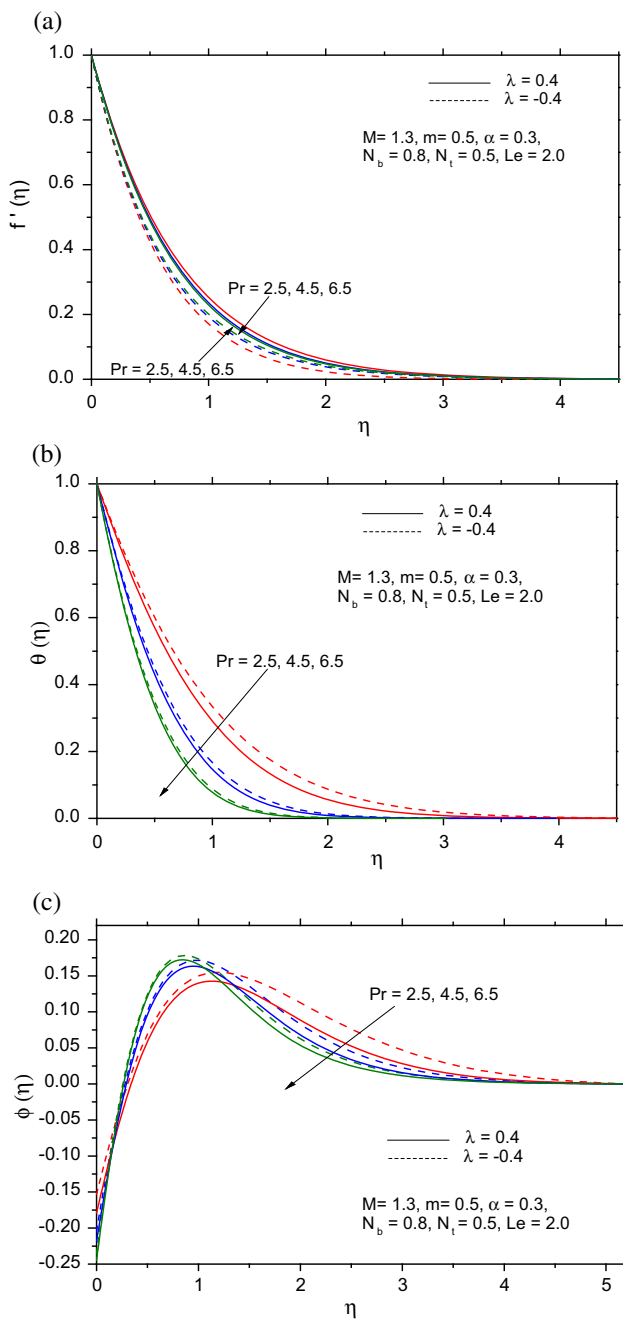 (a)
1.0
0.8
0.6
0.4
0.2
0.0
f ' (η)
λ = 0.4
λ = -0.4
M= 1.3, m= 0.5, α = 0.3,
N_b = 0.8, N_t = 0.5, Le = 2.0
Pr = 2.5, 4.5, 6.5
Pr = 2.5, 4.5, 6.5
0 1 2 3 4
η
(b)
1.0
0.8
0.6
0.4
0.2
0.0
θ (η)
λ = 0.4
λ = -0.4
M= 1.3, m= 0.5, α = 0.3,
N_b = 0.8, N_t = 0.5, Le = 2.0
Pr = 2.5, 4.5, 6.5
0 1 2 3 4
η
(c)
0.20
0.15
0.10
0.05
0.00
-0.05
-0.10
-0.15
-0.20
-0.25
ϕ (η)
Pr = 2.5, 4.5, 6.5
λ = 0.4
λ = -0.4
M= 1.3, m= 0.5, α = 0.3,
N_b = 0.8, N_t = 0.5, Le = 2.0
0 1 2 3 4 5
η